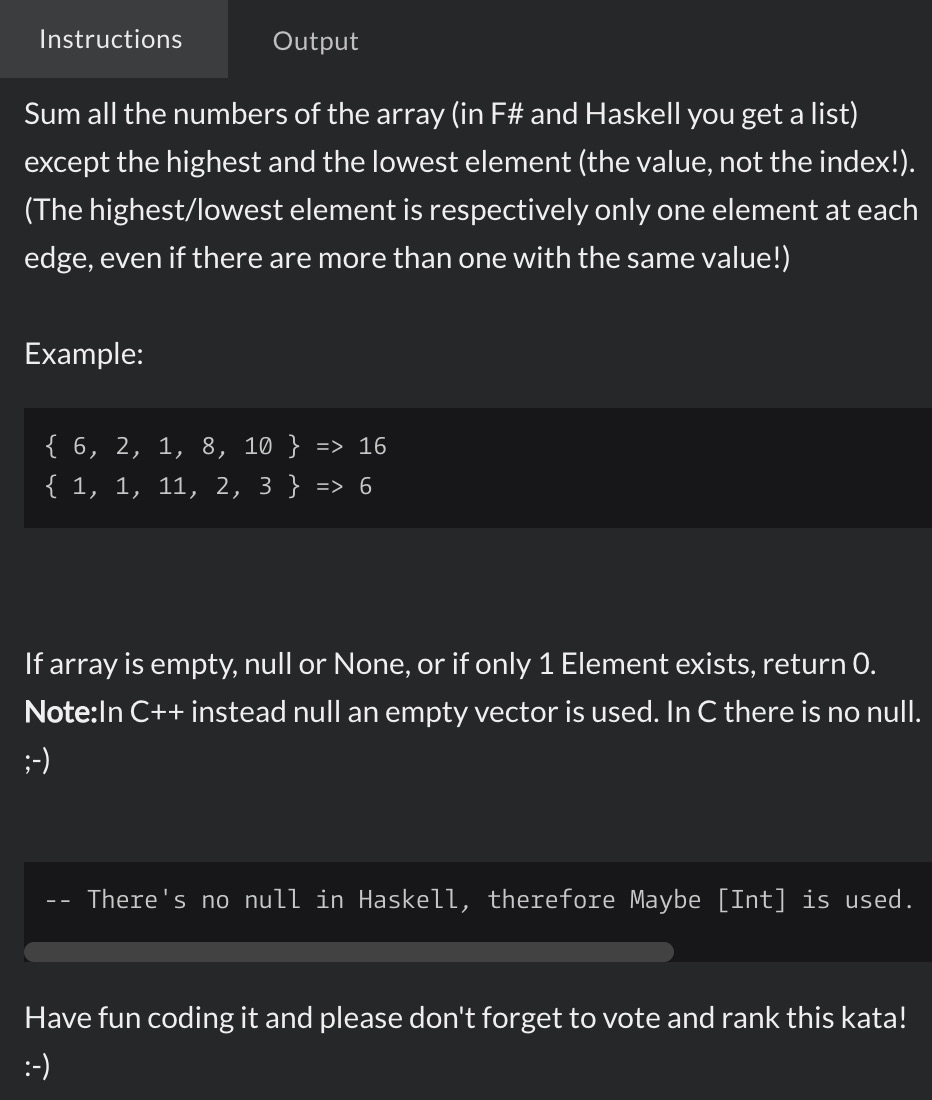 Instructions
Output
Sum all the numbers of the array (in F# and Haskell you get a list)
except the highest and the lowest element (the value, not the index!).
(The highest/lowest element is respectively only one element at each
edge, even if there are more than one with the same value!)
Example:
{ 6, 2, 1, 8, 10 } => 16
{ 1, 1, 11, 2, 3 } => 6
If array is empty, null or None, or if only 1 Element exists, return 0.
Note:In C++ instead null an empty vector is used. In C there is no null.
;-)
-- There's no null in Haskell, therefore Maybe [Int] is used.
Have fun coding it and please don't forget to vote and rank this kata!
:-)